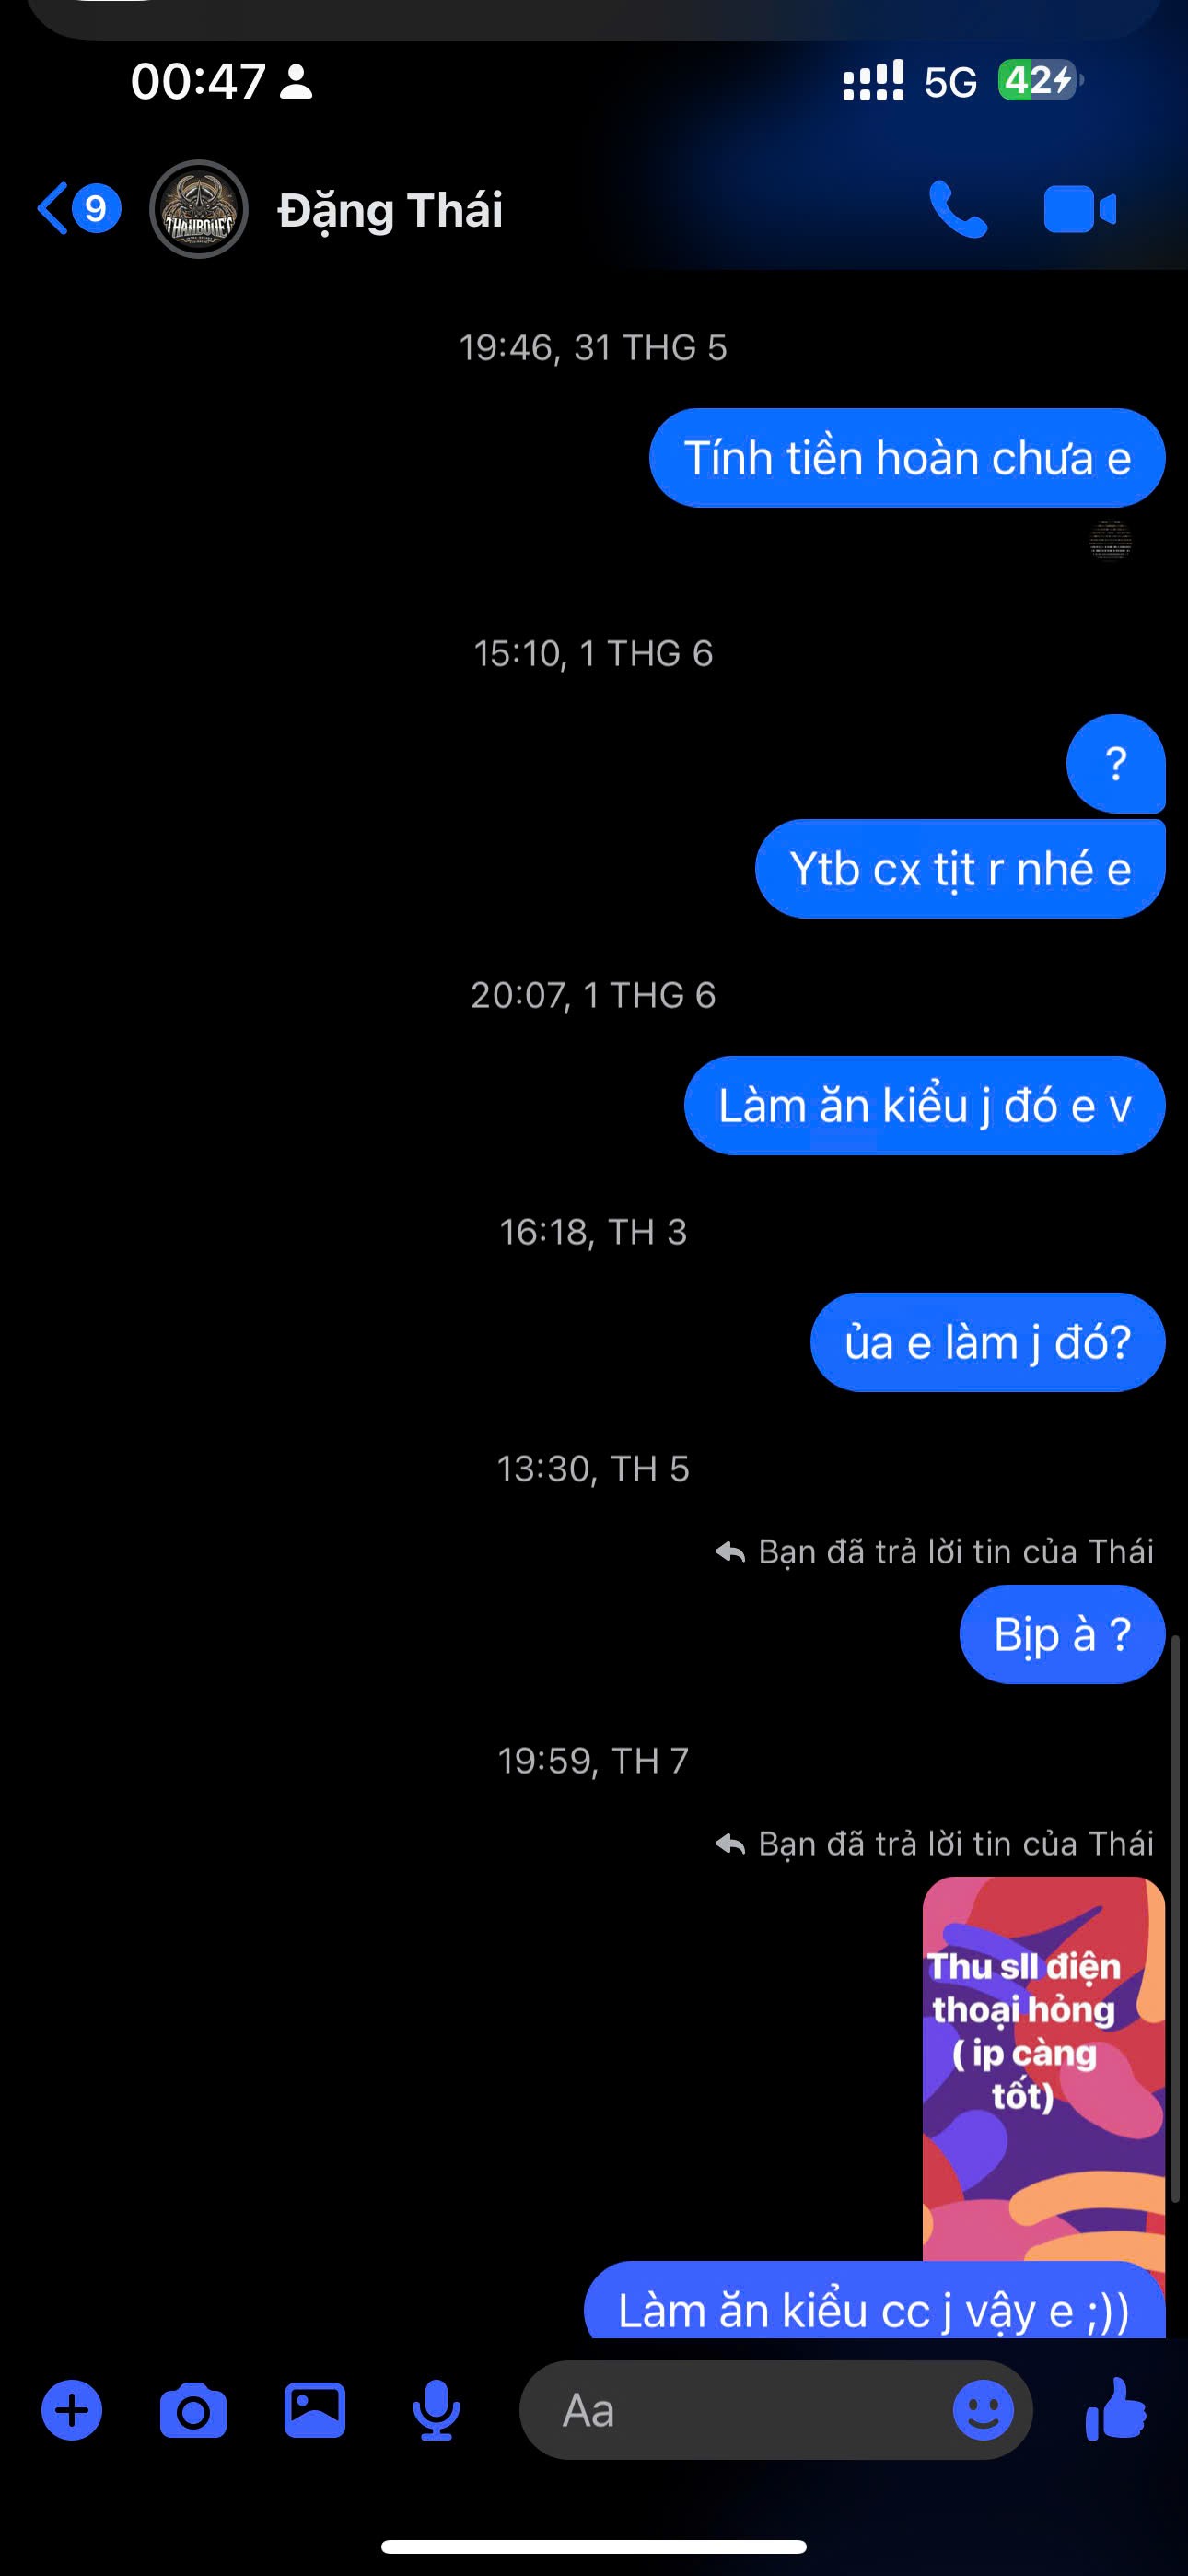 00:47
5G
42
9
THANBOUET
Đặng Thái
19:46, 31 THG 5
Tính tiền hoàn chưa e
15:10, 1 THG 6
?
Ytb cx tịt r nhé e
20:07, 1 THG 6
Làm ăn kiểu j đó e v
16:18, TH 3
ủa e làm j đó?
13:30, TH 5
Bạn đã trả lời tin của Thái
Bịp à ?
19:59, TH 7
Bạn đã trả lời tin của Thái
Thu sll điện
thoại hỏng
( ip càng
tốt)
Làm ăn kiểu cc j vậy e ;))
Aa